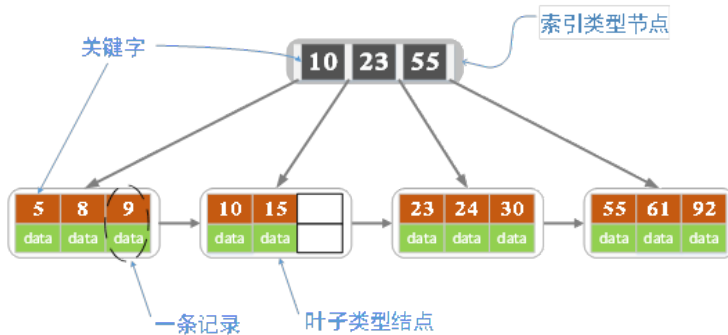 索引类型节点
关键字
10 23 55
5 8 9 10 15 23 24 30 55 61 92
data data data data data data data data data data data
一条记录
叶子类型结点